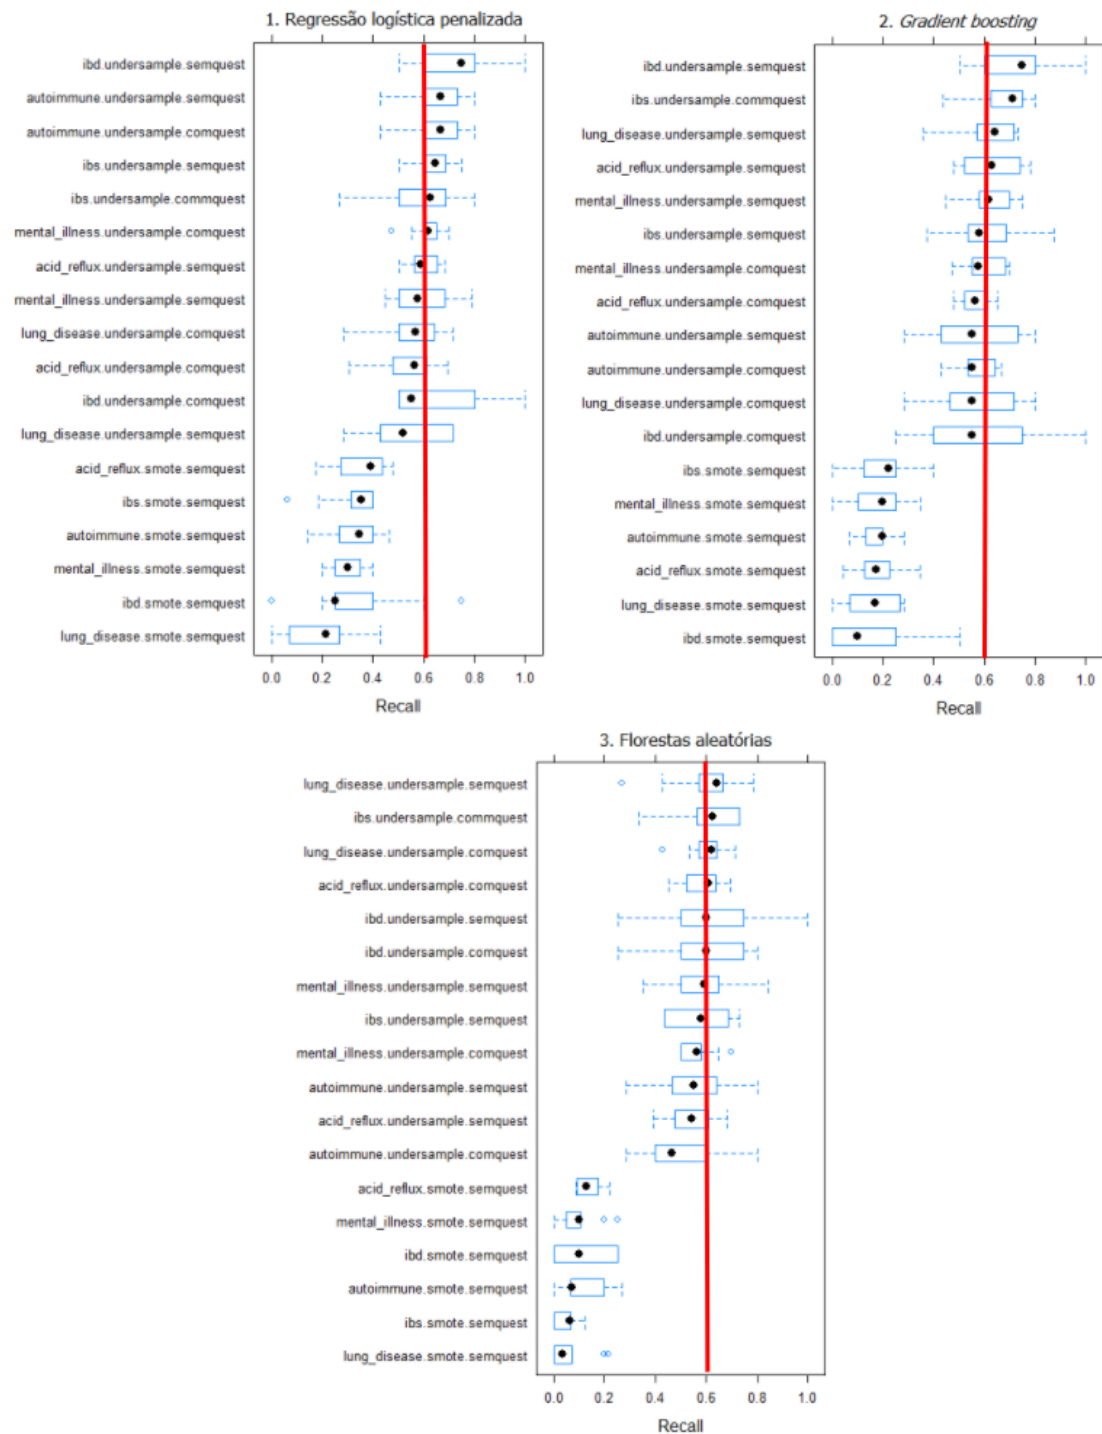 1. Regressão logística penalizada
ibd.undersample.semquest
autoimmune.undersample.semquest
autoimmune.undersample.comquest
ibs.undersample.semquest
ibs.undersample.commquest
mental_illness.undersample.comquest
acid_reflux.undersample.semquest
mental_illness.undersample.semquest
lung_disease.undersample.comquest
acid_reflux.undersample.comquest
ibd.undersample.comquest
lung_disease.undersample.semquest
acid_reflux.smote.semquest
ibs.smote.semquest
autoimmune.smote.semquest
mental_illness.smote.semquest
ibd.smote.semquest
lung_disease.smote.semquest
0.0 0.2 0.4 0.6 0.8 1.0
Recall
2. Gradient boosting
ibd.undersample.semquest
ibs.undersample.commquest
lung_disease.undersample.semquest
acid_reflux.undersample.semquest
mental_illness.undersample.semquest
ibs.undersample.semquest
mental_illness.undersample.comquest
acid_reflux.undersample.comquest
autoimmune.undersample.semquest
autoimmune.undersample.comquest
lung_disease.undersample.comquest
ibd.undersample.comquest
ibs.smote.semquest
mental_illness.smote.semquest
autoimmune.smote.semquest
acid_reflux.smote.semquest
lung_disease.smote.semquest
ibd.smote.semquest
0.0 0.2 0.4 0.6 0.8 1.0
Recall
3. Florestas aleatórias
lung_disease.undersample.semquest
ibs.undersample.commquest
lung_disease.undersample.comquest
acid_reflux.undersample.comquest
ibd.undersample.semquest
ibd.undersample.comquest
mental_illness.undersample.semquest
ibs.undersample.semquest
mental_illness.undersample.comquest
autoimmune.undersample.semquest
acid_reflux.undersample.semquest
autoimmune.undersample.comquest
acid_reflux.smote.semquest
mental_illness.smote.semquest
ibd.smote.semquest
autoimmune.smote.semquest
ibs.smote.semquest
lung_disease.smote.semquest
0.0 0.2 0.4 0.6 0.8 1.0
Recall